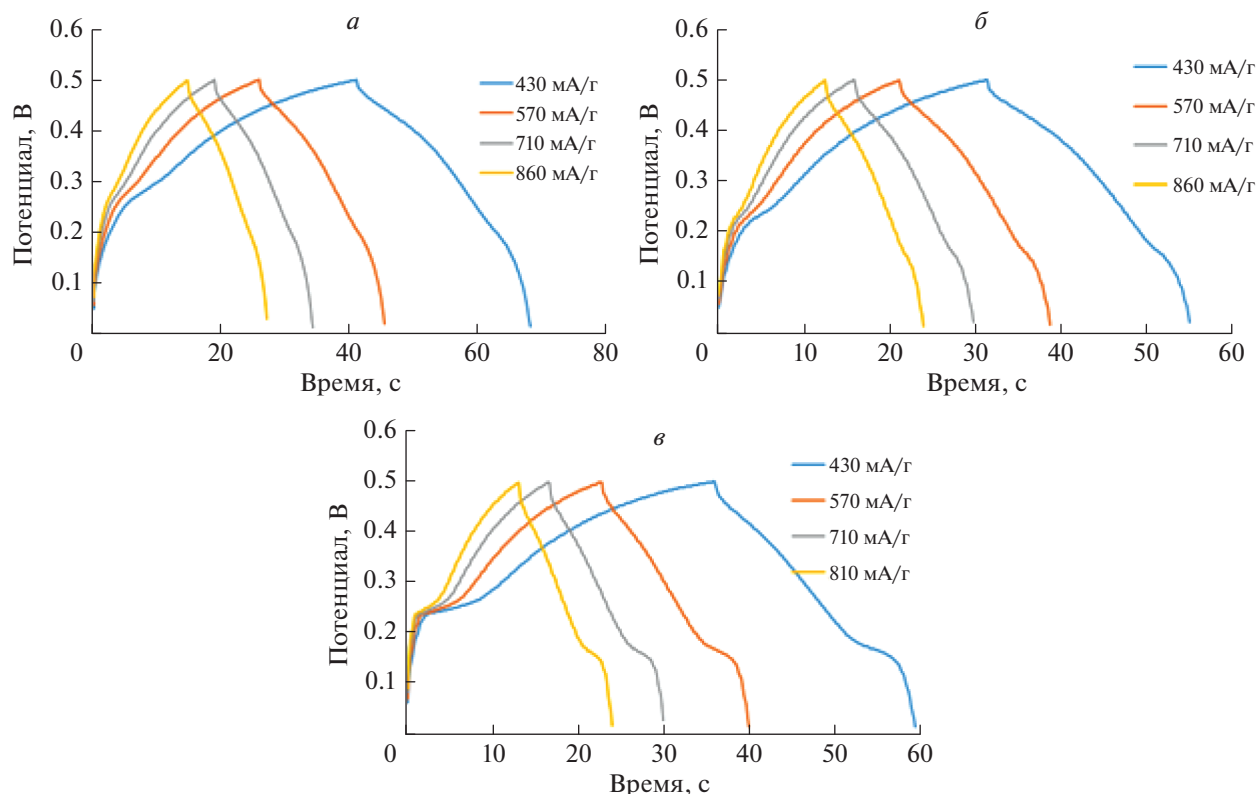 а
Потенциал, В
0.6
0.5
0.4
0.3
0.2
0.1
0 20 40 60 80
Время, с
430 мА/г
570 мА/г
710 мА/г
860 мА/г
б
Потенциал, В
0.6
0.5
0.4
0.3
0.2
0.1
0 10 20 30 40 50 60
Время, с
430 мА/г
570 мА/г
710 мА/г
860 мА/г
в
Потенциал, В
0.6
0.5
0.4
0.3
0.2
0.1
0 10 20 30 40 50 60
Время, с
430 мА/г
570 мА/г
710 мА/г
810 мА/г